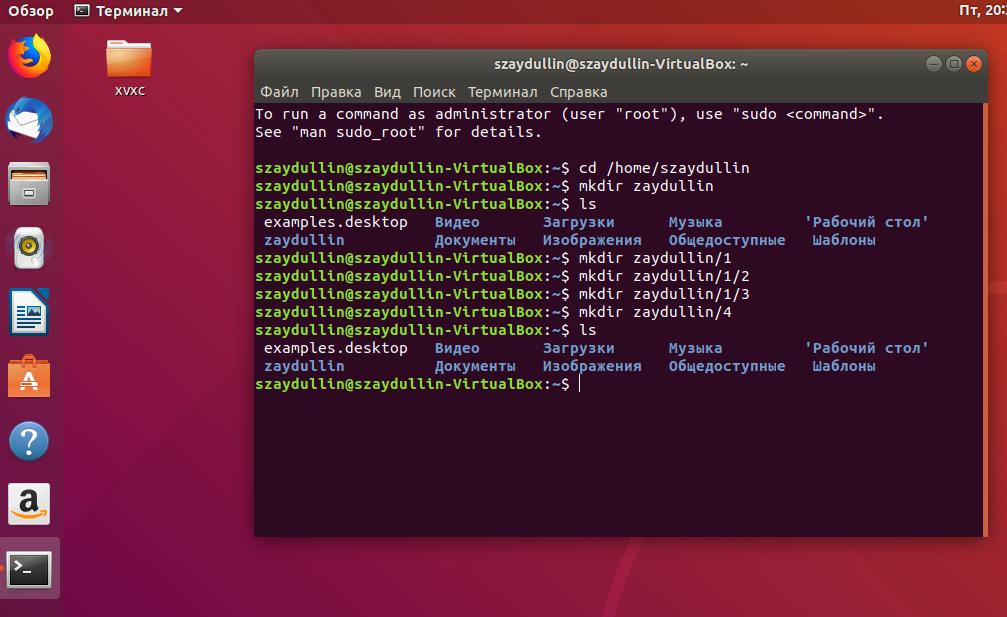 Обзор Терминал Пт, 20:
xvxc
szaydullin@szaydullin-VirtualBox: ~
Файл Правка Вид Поиск Терминал Справка
To run a command as administrator (user "root"), use "sudo <command>".
See "man sudo_root" for details.
szaydullin@szaydullin-VirtualBox:~$ cd /home/szaydullin
szaydullin@szaydullin-VirtualBox:~$ mkdir zaydullin
szaydullin@szaydullin-VirtualBox:~$ ls
examples.desktop Видео Загрузки Музыка 'Рабочий стол'
zaydullin Документы Изображения Общедоступные Шаблоны
szaydullin@szaydullin-VirtualBox:~$ mkdir zaydullin/1
szaydullin@szaydullin-VirtualBox:~$ mkdir zaydullin/1/2
szaydullin@szaydullin-VirtualBox:~$ mkdir zaydullin/1/3
szaydullin@szaydullin-VirtualBox:~$ mkdir zaydullin/4
szaydullin@szaydullin-VirtualBox:~$ ls
examples.desktop Видео Загрузки Музыка 'Рабочий стол'
zaydullin Документы Изображения Общедоступные Шаблоны
szaydullin@szaydullin-VirtualBox:~$